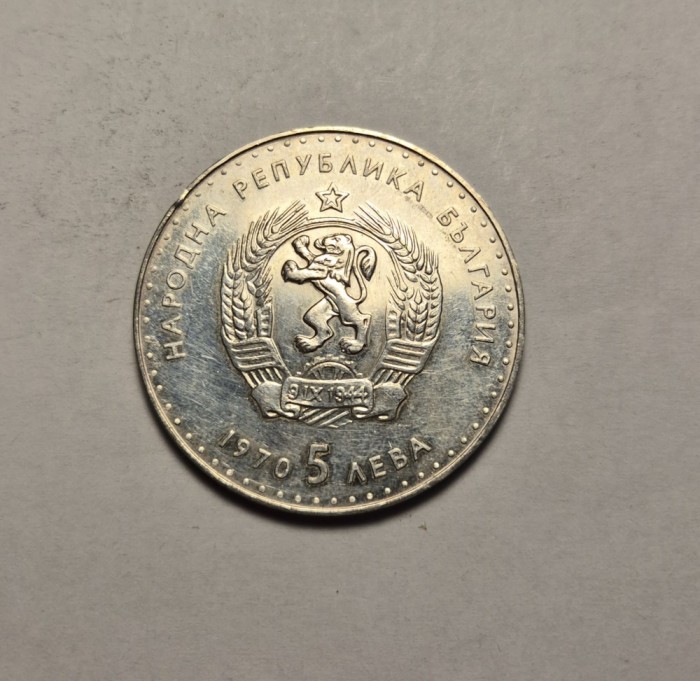 НАРОДНА РЕПУБЛИКА БЪЛГАРИЯ
9 IX 1944
1970 5 ЛЕВА